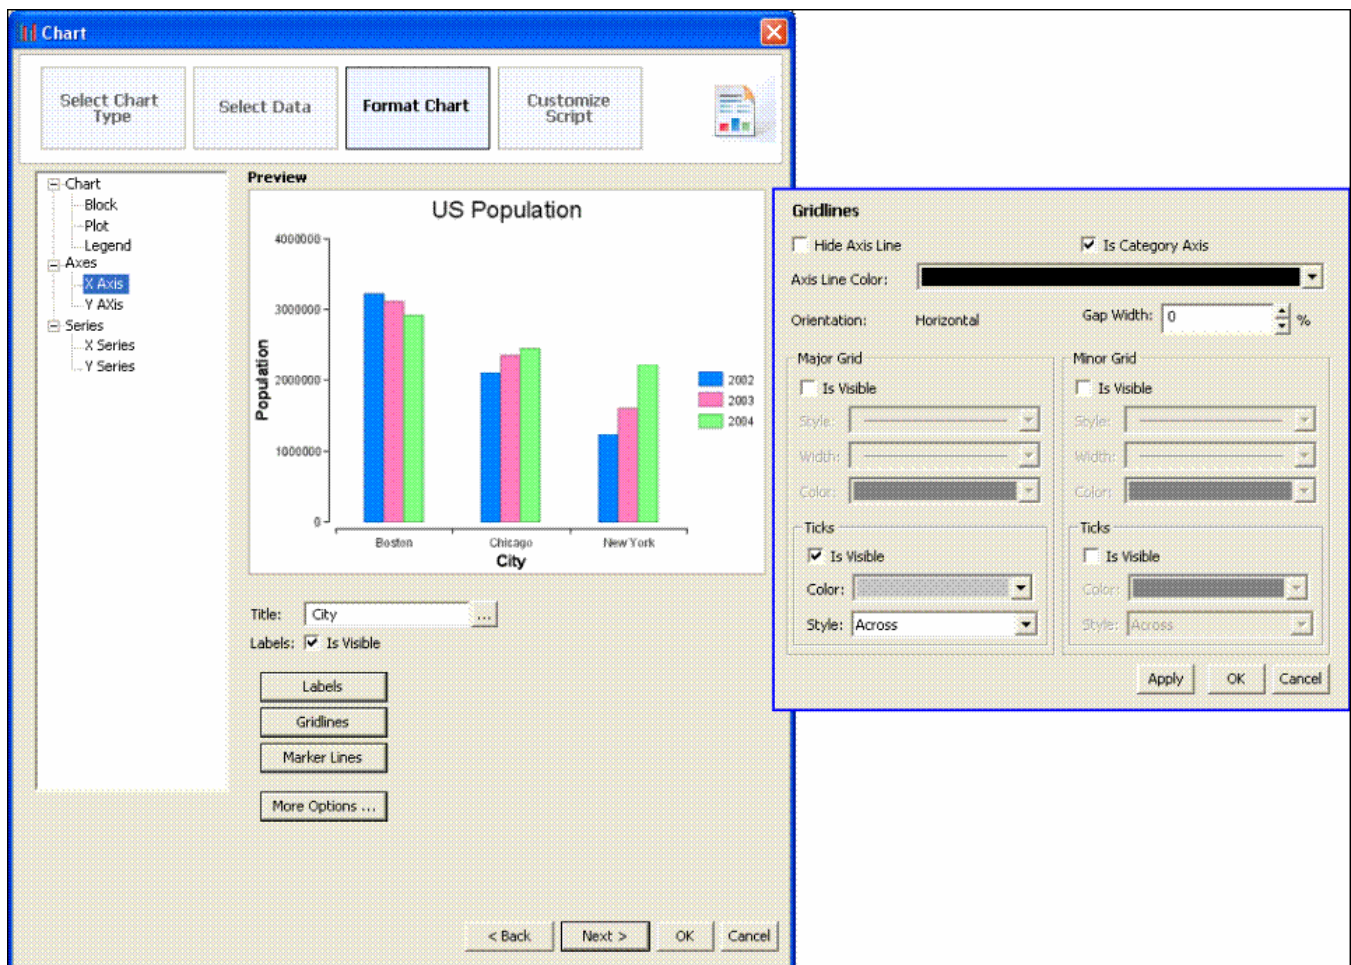 Chart
Select Chart Type
Select Data
Format Chart
Customize Script
Chart
Block
Plot
Legend
Axes
X Axis
Y AXis
Series
X Series
Y Series
Preview
US Population
4000000
3000000
2000000
1000000
0
Population
Boston
Chicago
New York
City
2002
2003
2004
Title: City ...
Labels: Is Visible
Labels
Gridlines
Marker Lines
More Options ...
< Back
Next >
OK
Cancel
Gridlines
Hide Axis Line
Is Category Axis
Axis Line Color:
Orientation: Horizontal
Gap Width: 0 %
Major Grid
Is Visible
Style:
Width:
Color:
Ticks
Is Visible
Color:
Style: Across
Minor Grid
Is Visible
Style:
Width:
Color:
Ticks
Is Visible
Color:
Style: Across
Apply
OK
Cancel